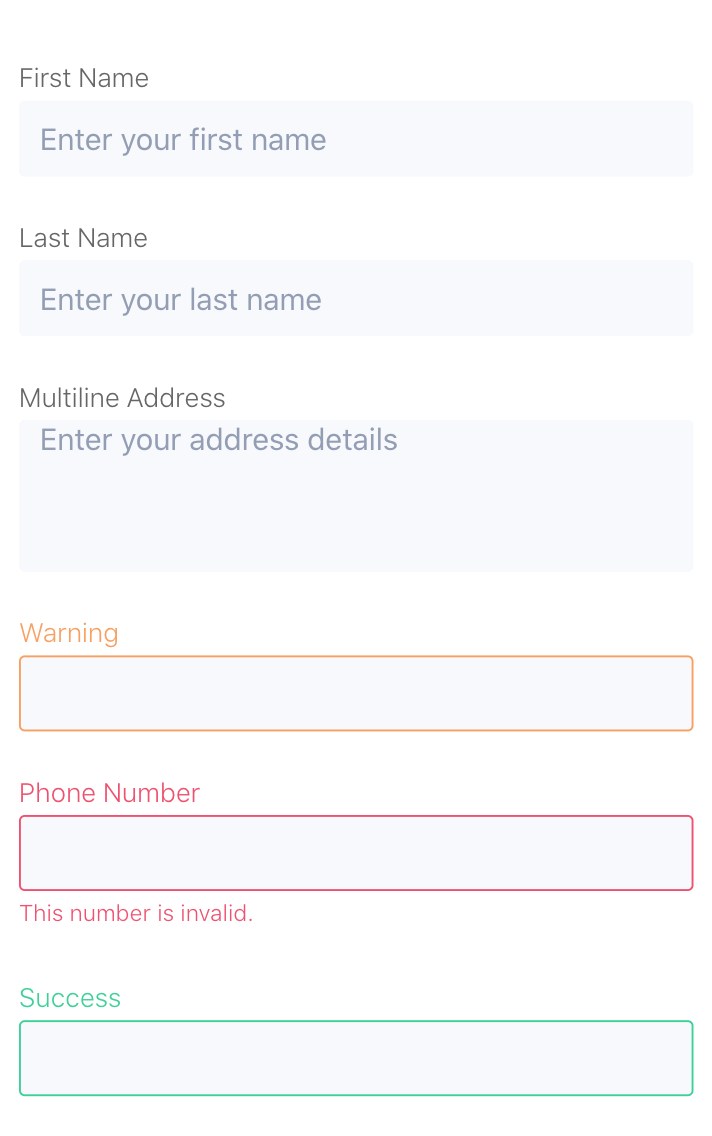 First Name
Enter your first name
Last Name
Enter your last name
Multiline Address
Enter your address details
Warning
Phone Number
This number is invalid.
Success